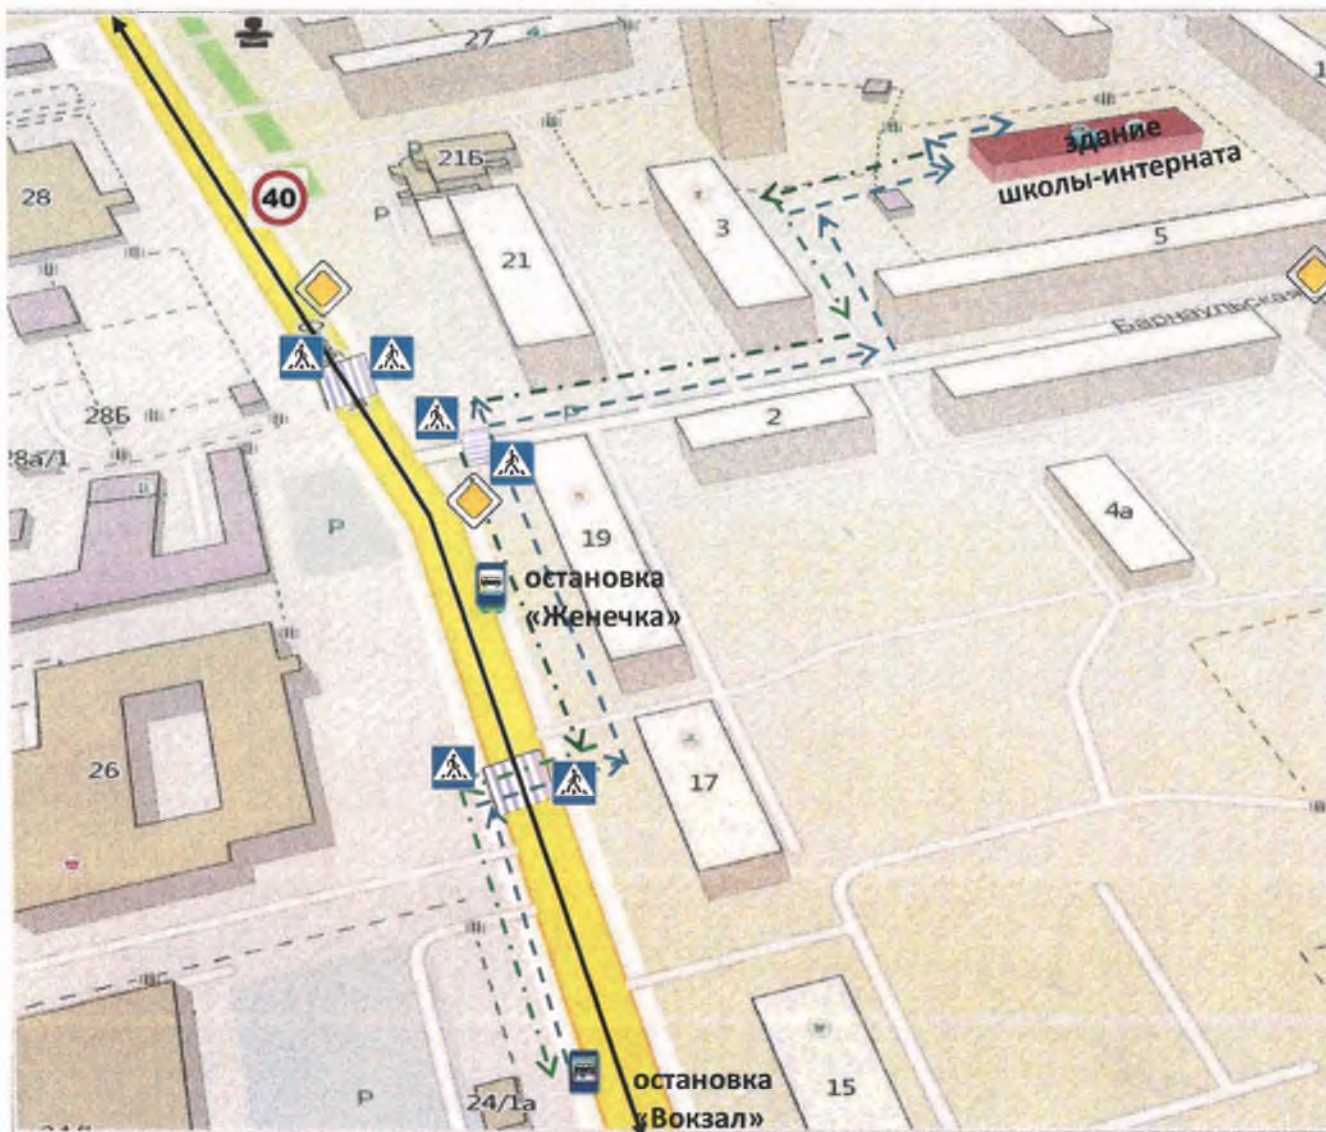 27
21Б
Р
28
40
Р
здание
школы-интерната
3
5
21
Барнаульская
28Б
28а/1
Р
2
4а
Р
19
остановка
«Женечка»
26
17
остановка
«Вокзал»
15
24/1а
Р